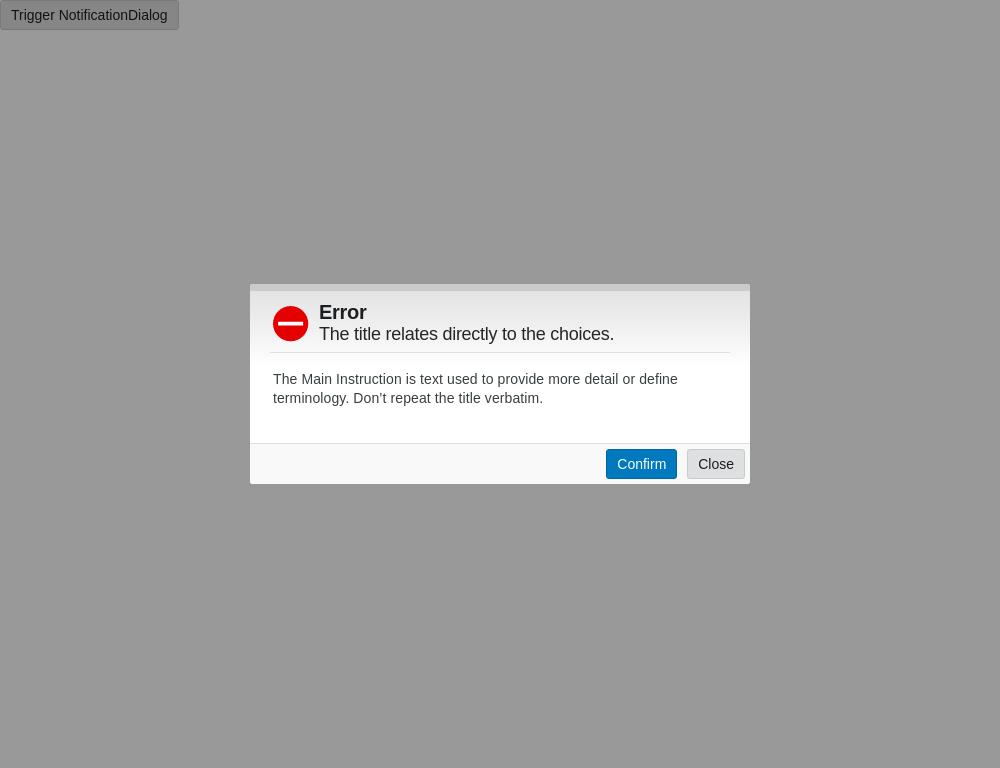 Trigger NotificationDialog
Error
The title relates directly to the choices.
The Main Instruction is text used to provide more detail or define
terminology. Don’t repeat the title verbatim.
Confirm Close